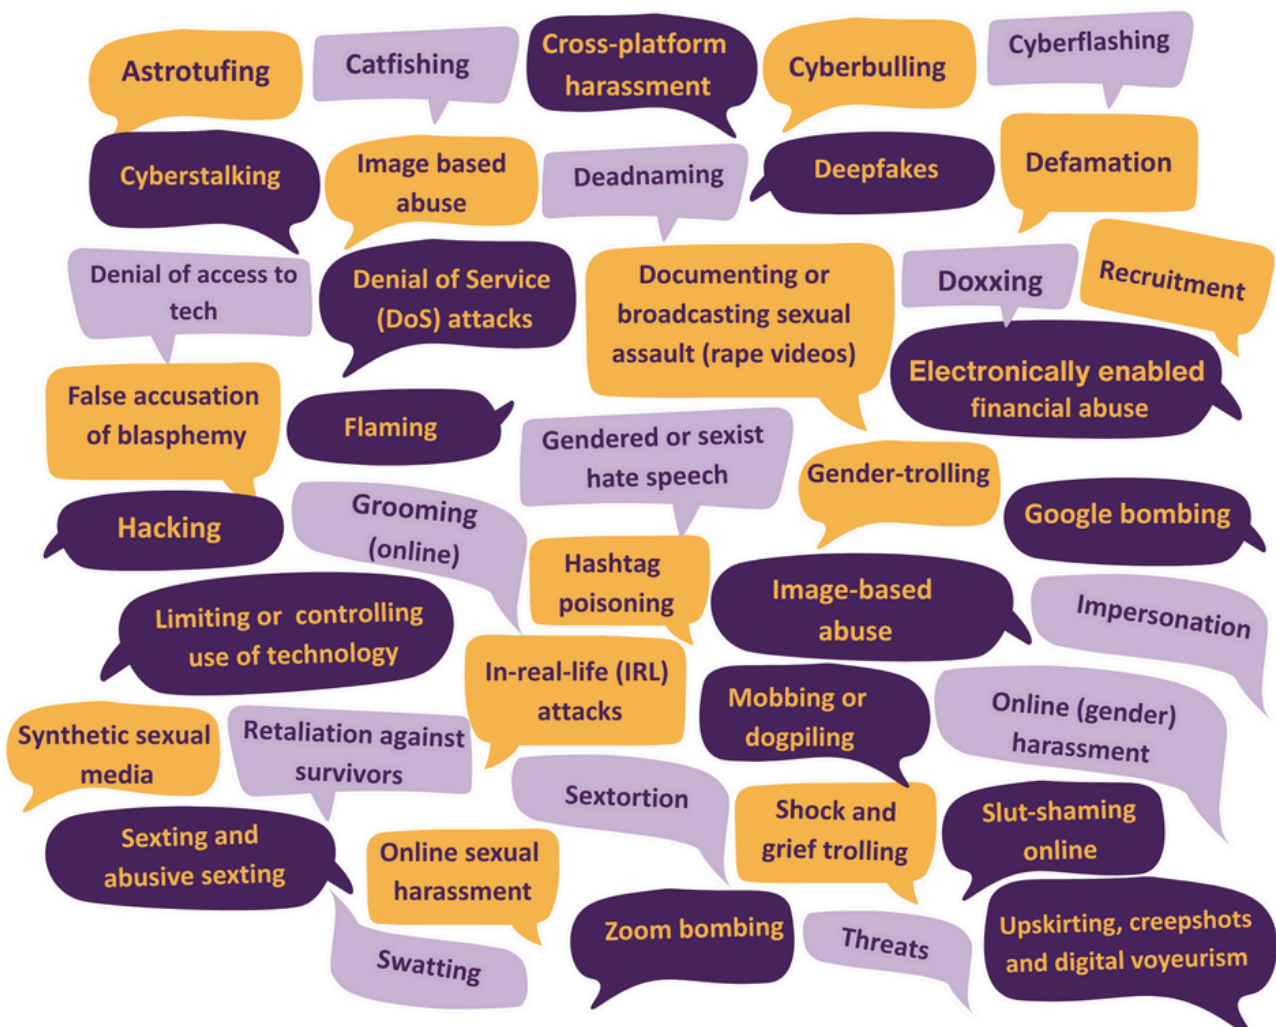 Astrotufing
Catfishing
Cross-platform
harassment
Cyberbulling
Cyberflashing
Cyberstalking
Image based
abuse
Deadnaming
Deepfakes
Defamation
Denial of access to
tech
Denial of Service
(DoS) attacks
Documenting or
broadcasting sexual
assault (rape videos)
Doxxing
Recruitment
False accusation
of blasphemy
Flaming
Gendered or sexist
hate speech
Electronically enabled
financial abuse
Gender-trolling
Hacking
Grooming
(online)
Hashtag
poisoning
Google bombing
Limiting or controlling
use of technology
In-real-life (IRL)
attacks
Image-based
abuse
Impersonation
Synthetic sexual
media
Retaliation against
survivors
Mobbing or
dogpiling
Online (gender)
harassment
Sextortion
Shock and
grief trolling
Slut-shaming
online
Sexting and
abusive sexting
Online sexual
harassment
Swatting
Zoom bombing
Threats
Upskirting, creepshots
and digital voyeurism